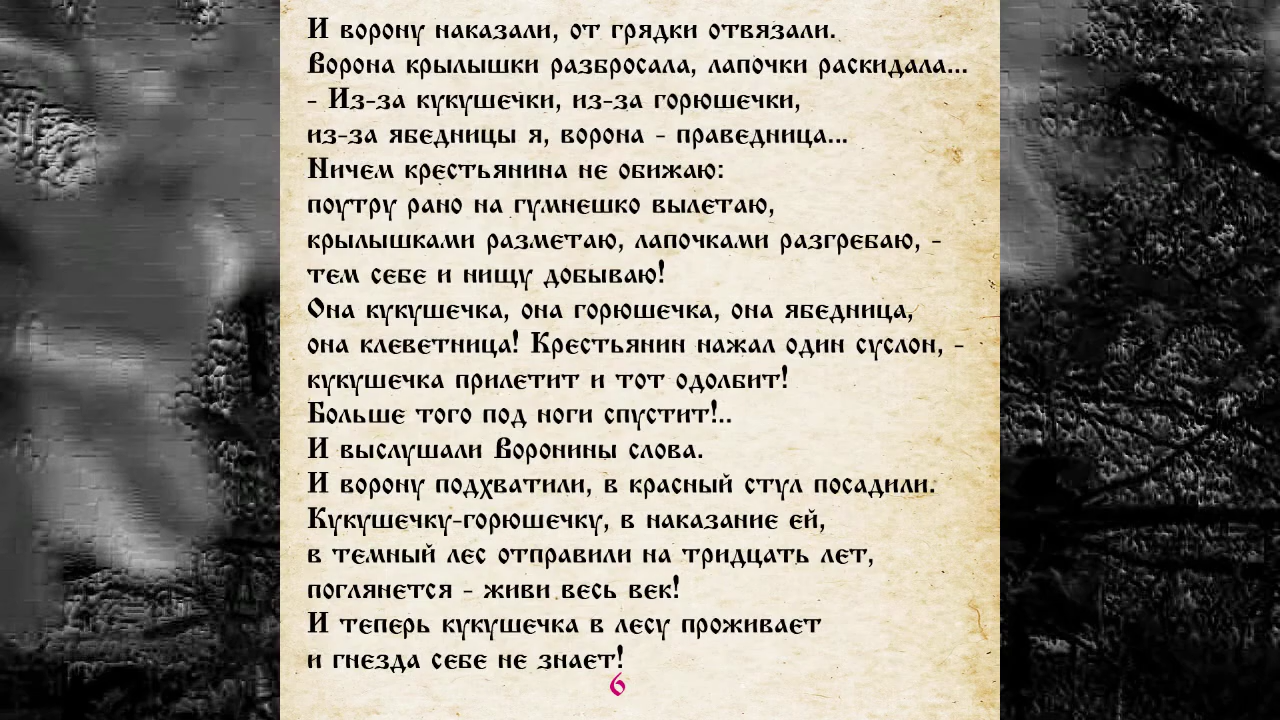 И ворону наказали, от грядки отвязали.
Ворона крылышки разбросала, лапочки раскидала...
- Из-за кукушечки, из-за горюшечки,
из-за ябедницы я, ворона - праведница...
Ничем крестьянина не обижаю:
поутру рано на гумнешко вылетаю,
крылышками разметаю, лапочками разгребаю, -
тем себе и нищу добываю!
Она кукушечка, она горюшечка, она ябедница,
она клеветница! Крестьянин нажал один суслон, -
кукушечка прилетит и тот одолбит!
Больше того под ноги спустит!..
И выслушали Воронины слова.
И ворону подхватили, в красный стул посадили.
Кукушечку-горюшечку, в наказание ей,
в темный лес отправили на тридцать лет,
поглянется - живи весь век!
И теперь кукушечка в лесу проживает
и гнезда себе не знает!
6